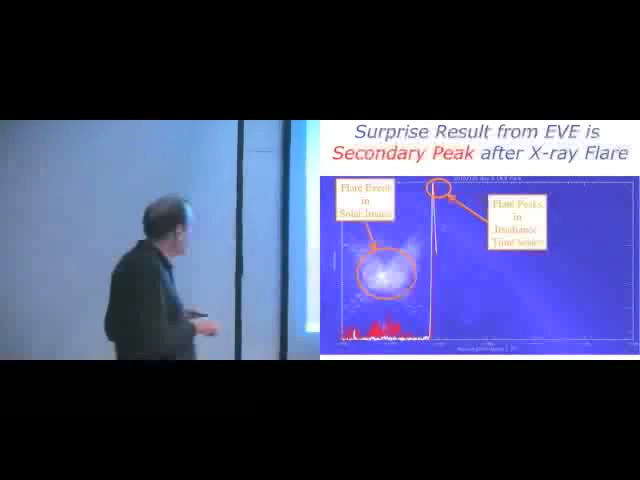 Surprise Result from EVE is
Secondary Peak after X-ray Flare
Flare Event
in
Solar Image
Flare Peaks
in
Irradiance
Time Series